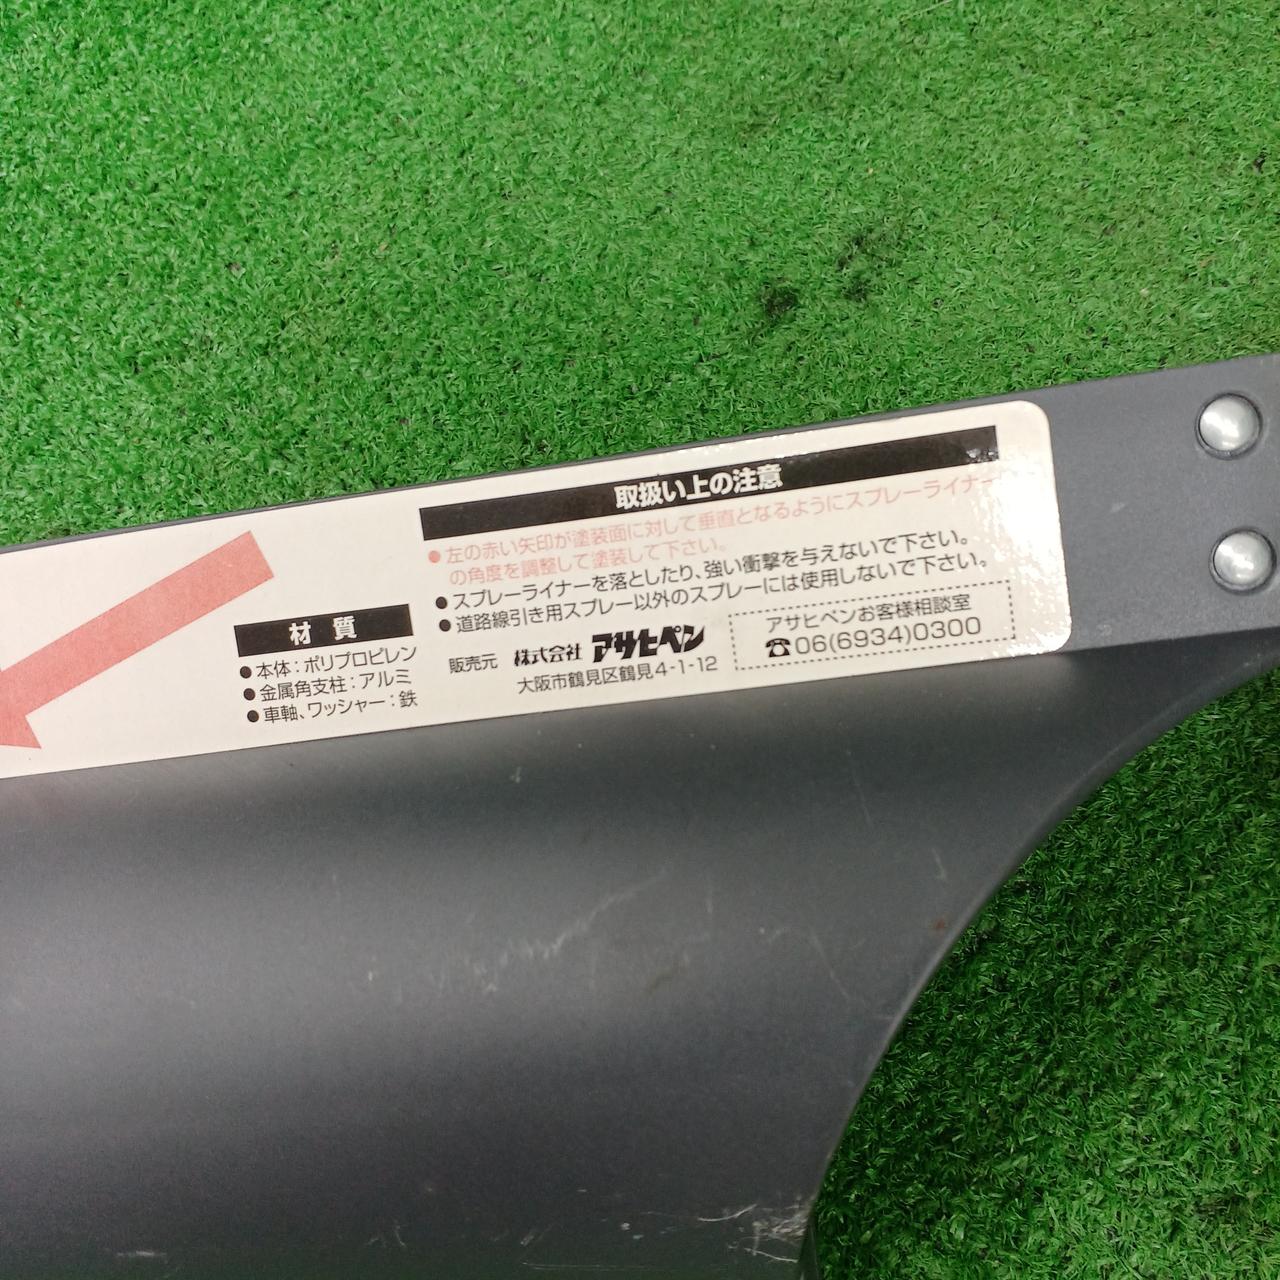 取扱い上の注意
●左の赤い矢印が塗装面に対して垂直となるようにスプレーライナー
の角度を調整して塗装して下さい。
●スプレーライナーを落としたり、強い衝撃を与えないで下さい。
●道路線引き用スプレー以外のスプレーには使用しないで下さい。
材質
●本体：ポリプロピレン
●金属角支柱：アルミ
●車軸、ワッシャー：鉄
販売元 株式会社 アサヒペン
大阪市鶴見区鶴見4-1-12
アサヒペンお客様相談室
☎06(6934)0300